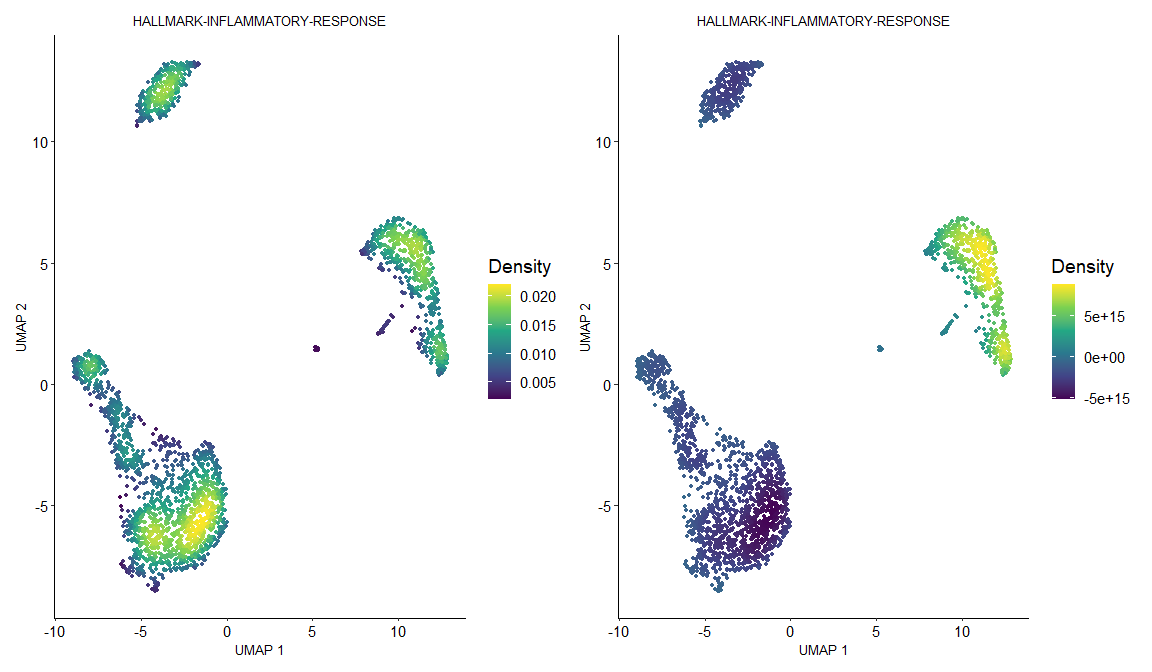 HALLMARK-INFLAMMATORY-RESPONSE
10
5
0
-5
UMAP 2
-10
-5
0
5
10
UMAP 1
Density
0.020
0.015
0.010
0.005
HALLMARK-INFLAMMATORY-RESPONSE
10
5
0
-5
UMAP 2
-10
-5
0
5
10
UMAP 1
Density
5e+15
0e+00
-5e+15